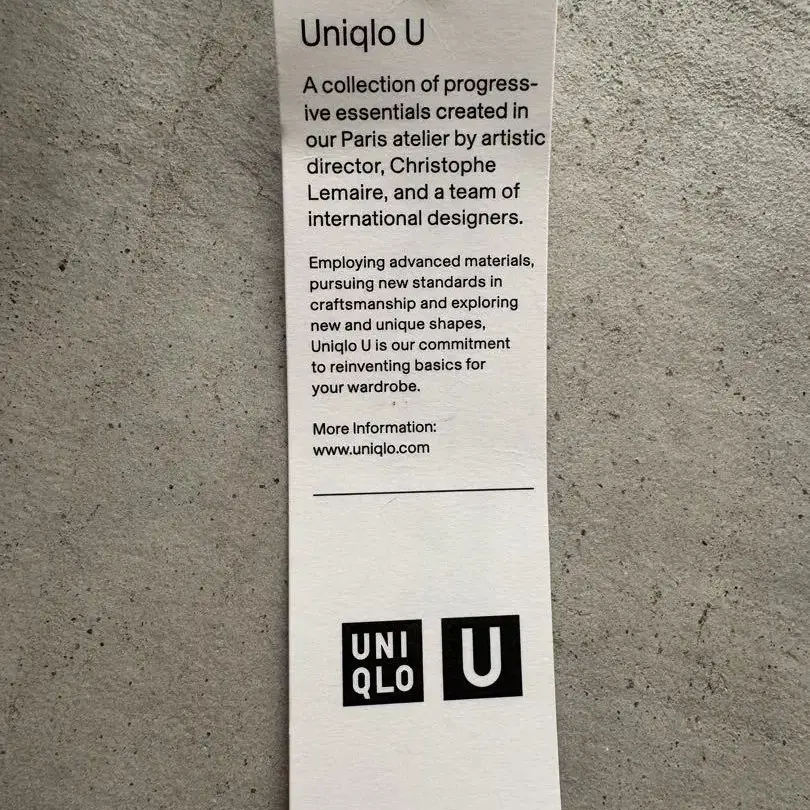 Uniqlo U
A collection of progress-
ive essentials created in
our Paris atelier by artistic
director, Christophe
Lemaire, and a team of
international designers.
Employing advanced materials,
pursuing new standards in
craftsmanship and exploring
new and unique shapes,
Uniqlo U is our commitment
to reinventing basics for
your wardrobe.
More Information:
www.uniqlo.com
UNI
QLO
U